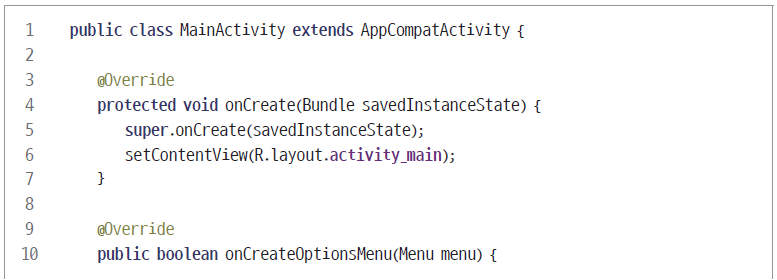 1 public class MainActivity extends AppCompatActivity {
2
3 @Override
4 protected void onCreate(Bundle savedInstanceState) {
5 super.onCreate(savedInstanceState);
6 setContentView(R.layout.activity_main);
7 }
8
9 @Override
10 public boolean onCreateOptionsMenu(Menu menu) {